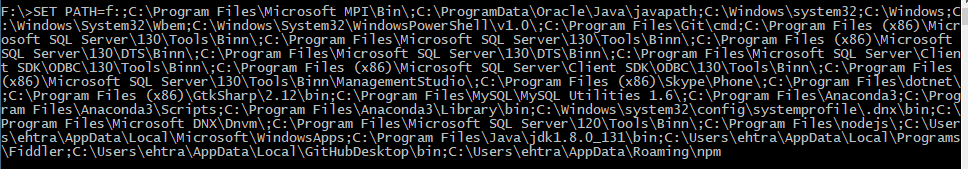 F:\>SET PATH=f:;C:\Program Files\Microsoft MPI\Bin\;C:\ProgramData\Oracle\Java\javapath;C:\Windows\system32;C:\Windows;C
:\Windows\System32\Wbem;C:\Windows\System32\WindowsPowerShell\v1.0\;C:\Program Files\Git\cmd;C:\Program Files (x86)\Micr
osoft SQL Server\130\Tools\Binn\;C:\Program Files\Microsoft SQL Server\130\Tools\Binn\;C:\Program Files (x86)\Microsoft
SQL Server\130\DTS\Binn\;C:\Program Files\Microsoft SQL Server\130\DTS\Binn\;C:\Program Files\Microsoft SQL Server\Clien
t SDK\ODBC\130\Tools\Binn\;C:\Program Files (x86)\Microsoft SQL Server\Client SDK\ODBC\130\Tools\Binn\;C:\Program Files
(x86)\Microsoft SQL Server\130\Tools\Binn\ManagementStudio\;C:\Program Files (x86)\Skype\Phone\;C:\Program Files\dotnet\
;C:\Program Files (x86)\GtkSharp\2.12\bin;C:\Program Files\MySQL\MySQL Utilities 1.6\;C:\Program Files\Anaconda3;C:\Progr
am Files\Anaconda3\Scripts;C:\Program Files\Anaconda3\Library\bin;C:\Windows\system32\config\systemprofile\.dnx\bin;C:\P
rogram Files\Microsoft DNX\Dnvm\;C:\Program Files\Microsoft SQL Server\120\Tools\Binn\;C:\Program Files\nodejs\;C:\User
s\ehtra\AppData\Local\Microsoft\WindowsApps;C:\Program Files\Java\jdk1.8.0_131\bin;C:\Users\ehtra\AppData\Local\Programs
\Fiddler;C:\Users\ehtra\AppData\Local\GitHubDesktop\bin;C:\Users\ehtra\AppData\Roaming\npm